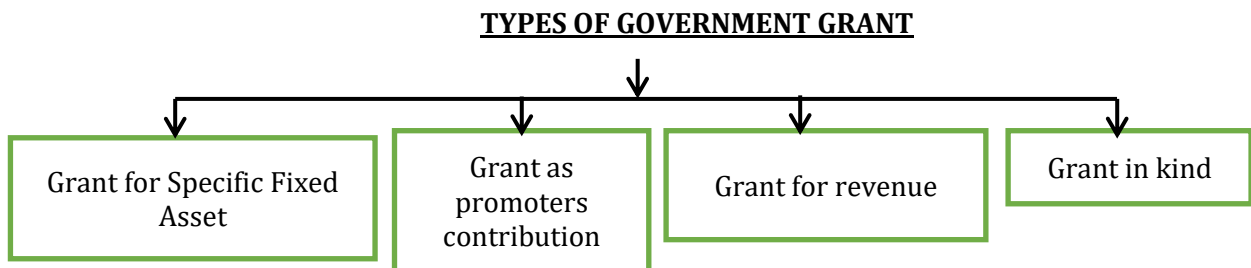 TYPES OF GOVERNMENT GRANT
Grant for Specific Fixed
Asset
Grant as
promoters
contribution
Grant for revenue
Grant in kind